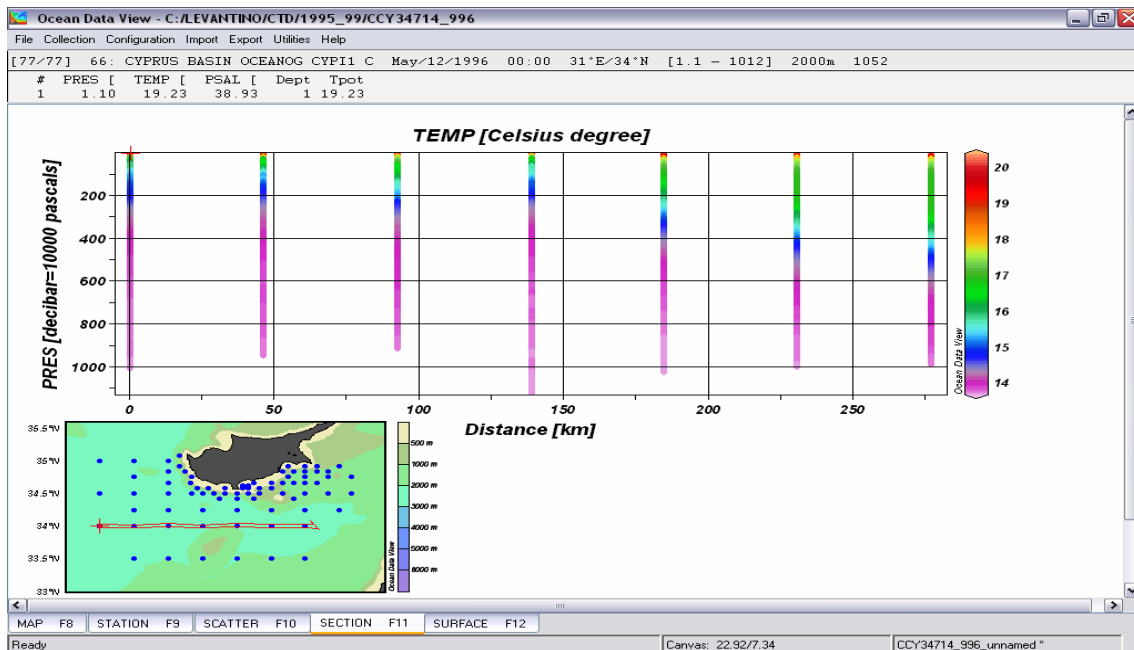 Ocean Data View - C:/LEVANTINO/CTD/1995_99/CCY34714_996
File Collection Configuration Import Export Utilities Help
[77/77] 66: CYPRUS BASIN OCEANOG CYPI1 C May/12/1996 00:00 31°E/34°N [1.1 - 1012] 2000m 1052
# PRES [ TEMP [ PSAL [ Dept Tpot
1 1.10 19.23 38.93 1 19.23
TEMP [Celsius degree]
PRES [decibar=10000 pascals]
200
400
600
800
1000
0 50 100 150 200 250
Distance [km]
20
19
18
17
16
15
14
Ocean Data View
35.5°N
35°N
34.5°N
34°N
33.5°N
33°N
500 m
1000 m
2000 m
3000 m
4000 m
5000 m
6000 m
Ocean Data View
MAP F8 STATION F9 SCATTER F10 SECTION F11 SURFACE F12
Ready Canvas: 22.92/7.34 CCY34714_996_unnamed *